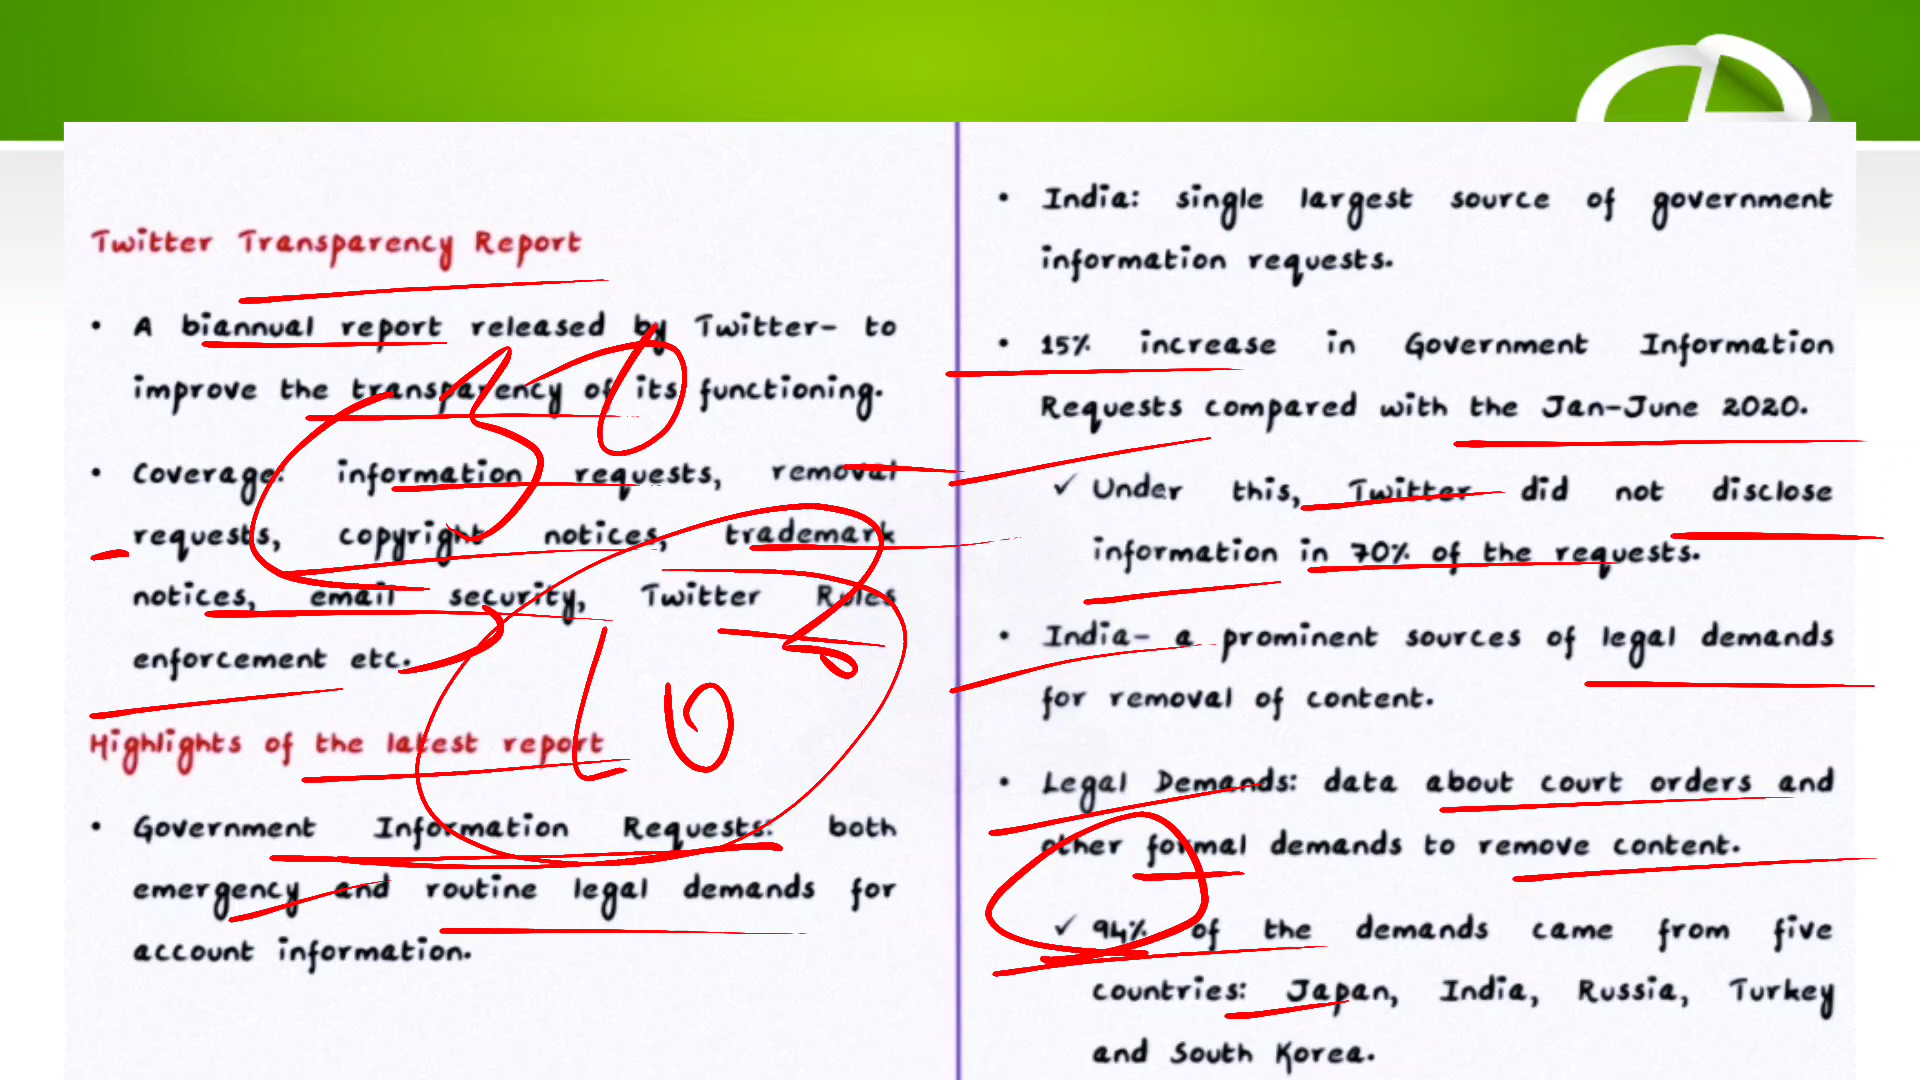 Twitter Transparency Report
• A biannual report released by Twitter- to
improve the transparency of its functioning.
• Coverage: information requests, removal
requests, copyright notices, trademark
notices, email security, Twitter Rules
enforcement etc.
Highlights of the latest report
• Government Information Requests: both
emergency and routine legal demands for
account information.
• India: single largest source of government
information requests.
• 15% increase in Government Information
Requests compared with the Jan-June 2020.
✓ Under this, Twitter did not disclose
information in 70% of the requests.
• India- a prominent sources of legal demands
for removal of content.
• Legal Demands: data about court orders and
other formal demands to remove content.
✓ 94% of the demands came from five
countries: Japan, India, Russia, Turkey
and South Korea.